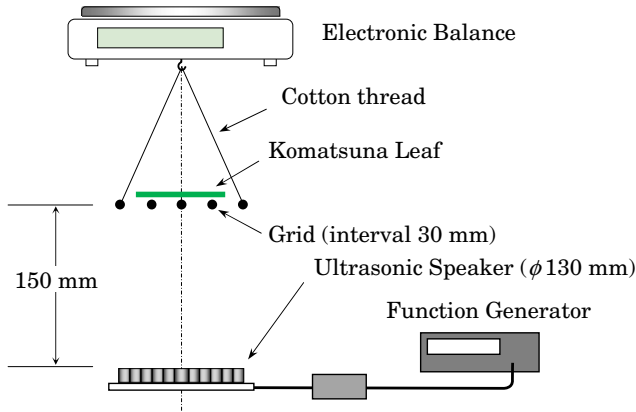 Electronic Balance
Cotton thread
Komatsuna Leaf
Grid (interval 30 mm)
Ultrasonic Speaker (ϕ130 mm)
150 mm
Function Generator